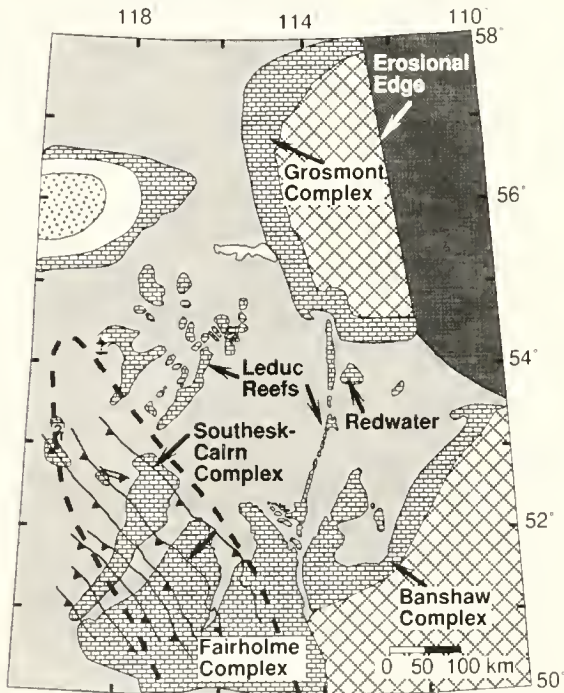 118
114
110
58°
Erosional
Edge
Grosmont
Complex
56°
54°
Leduc
Reefs
Redwater
Southesk-
Cairn
Complex
52°
Banshaw
Complex
Fairholme
Complex
0 50 100 km
50°